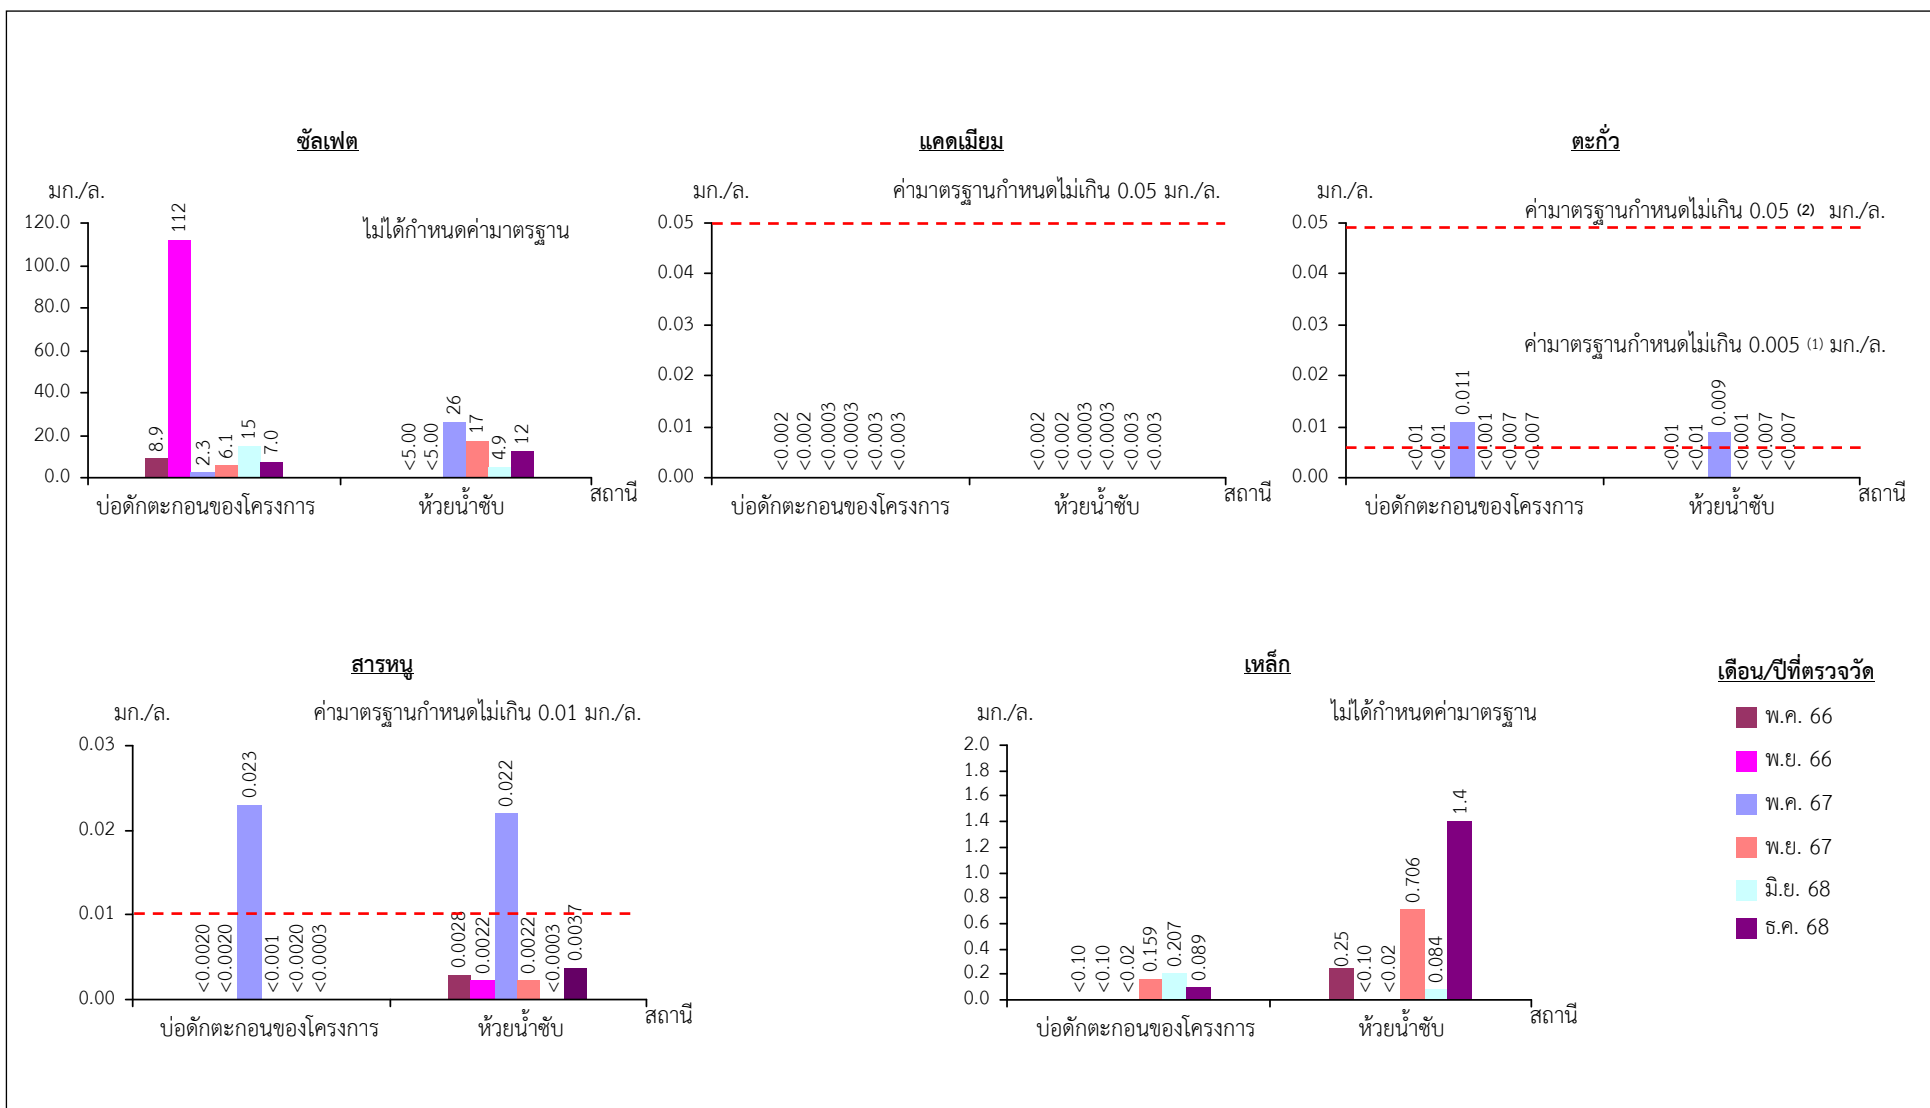 ซัลเฟต
มก./ล.
ไม่ได้กำหนดค่ามาตรฐาน
120.0
100.0
80.0
60.0
40.0
20.0
0.0
8.9
112
2.3
6.1
15
7.0
<5.00
<5.00
26
17
4.9
12
บ่อดักตะกอนของโครงการ
ห้วยน้ำซับ
สถานี
แคดเมียม
มก./ล.
ค่ามาตรฐานกำหนดไม่เกิน 0.05 มก./ล.
0.05
0.04
0.03
0.02
0.01
0.00
<0.002
<0.002
<0.0003
<0.0003
<0.003
<0.003
<0.002
<0.002
<0.0003
<0.0003
<0.003
<0.003
บ่อดักตะกอนของโครงการ
ห้วยน้ำซับ
สถานี
ตะกั่ว
มก./ล.
ค่ามาตรฐานกำหนดไม่เกิน 0.05 (2) มก./ล.
ค่ามาตรฐานกำหนดไม่เกิน 0.005 (1) มก./ล.
0.05
0.04
0.03
0.02
0.01
0.00
<0.01
<0.01
0.011
<0.001
<0.007
<0.007
<0.01
<0.01
0.009
<0.001
<0.007
<0.007
บ่อดักตะกอนของโครงการ
ห้วยน้ำซับ
สถานี
สารหนู
มก./ล.
ค่ามาตรฐานกำหนดไม่เกิน 0.01 มก./ล.
0.03
0.02
0.01
0.00
<0.0020
<0.0020
0.023
<0.001
<0.0020
<0.0003
0.0028
0.0022
0.022
0.0022
<0.0003
0.0037
บ่อดักตะกอนของโครงการ
ห้วยน้ำซับ
สถานี
เหล็ก
มก./ล.
ไม่ได้กำหนดค่ามาตรฐาน
2.0
1.8
1.6
1.4
1.2
1.0
0.8
0.6
0.4
0.2
0.0
<0.10
<0.10
<0.02
0.159
0.207
0.089
0.25
<0.10
<0.02
0.706
0.084
1.4
บ่อดักตะกอนของโครงการ
ห้วยน้ำซับ
สถานี
เดือน/ปีที่ตรวจวัด
พ.ค. 66
พ.ย. 66
พ.ค. 67
พ.ย. 67
มิ.ย. 68
ธ.ค. 68